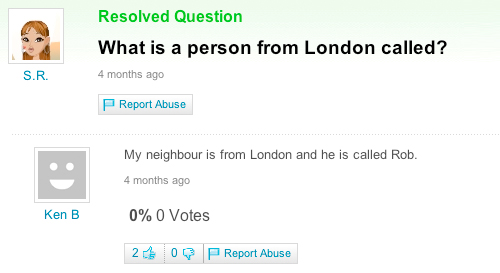 Resolved Question
What is a person from London called?
S.R.
4 months ago
Report Abuse
My neighbour is from London and he is called Rob.
4 months ago
Ken B
0% 0 Votes
2 0 Report Abuse